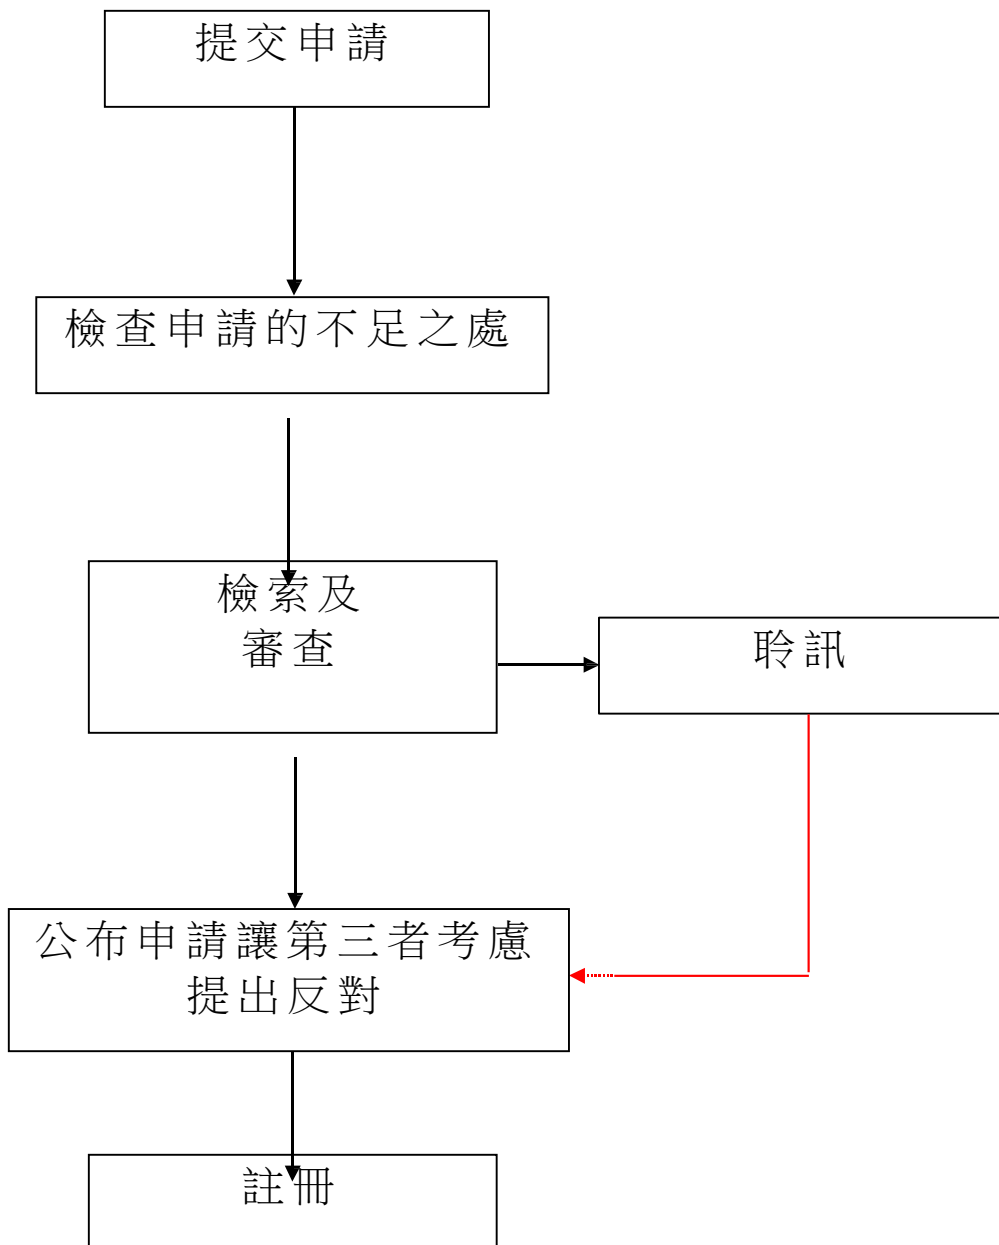 提交申請
檢查申請的不足之處
檢索及
審查
聆訊
公布申請讓第三者考慮
提出反對
註冊